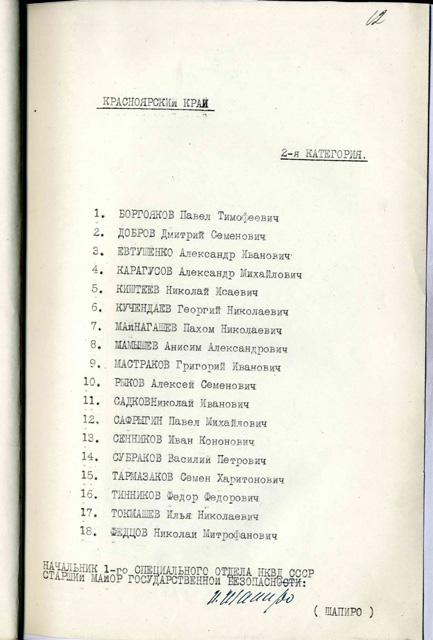 12
КРАСНОЯРСКИЙ КРАЙ
2-я КАТЕГОРИЯ.
1. БОРГОЯКОВ Павел Тимофеевич
2. ДОБРОВ Дмитрий Семенович
3. ЕВТУШЕНКО Александр Иванович
4. КАРАГУСОВ Александр Михайлович
5. КИШТЕЕВ Николай Исаевич
6. КУЧЕНДАЕВ Георгий Николаевич
7. МАЙНАГАШЕВ Пахом Николаевич
8. МАМЫШЕВ Анисим Александрович
9. МАСТРАКОВ Григорий Иванович
10. РЫКОВ Алексей Семенович
11. САДКОВНиколай Иванович
12. САФРЫГИН Павел Михайлович
13. СЕННИКОВ Иван Кононович
14. СУБРАКОВ Василий Петрович
15. ТАРМАЗАКОВ Семен Харитонович
16. ТИННИКОВ Федор Федорович
17. ТОКМАШЕВ Илья Николаевич
18. ФЕДЦОВ Николай Митрофанович
НАЧАЛЬНИК 1-го СПЕЦИАЛЬНОГО ОТДЕЛА НКВД СССР
СТАРШИЙ МАЙОР ГОСУДАРСТВЕННОЙ БЕЗОПАСНОСТИ:
И.Шапиро
( ШАПИРО )